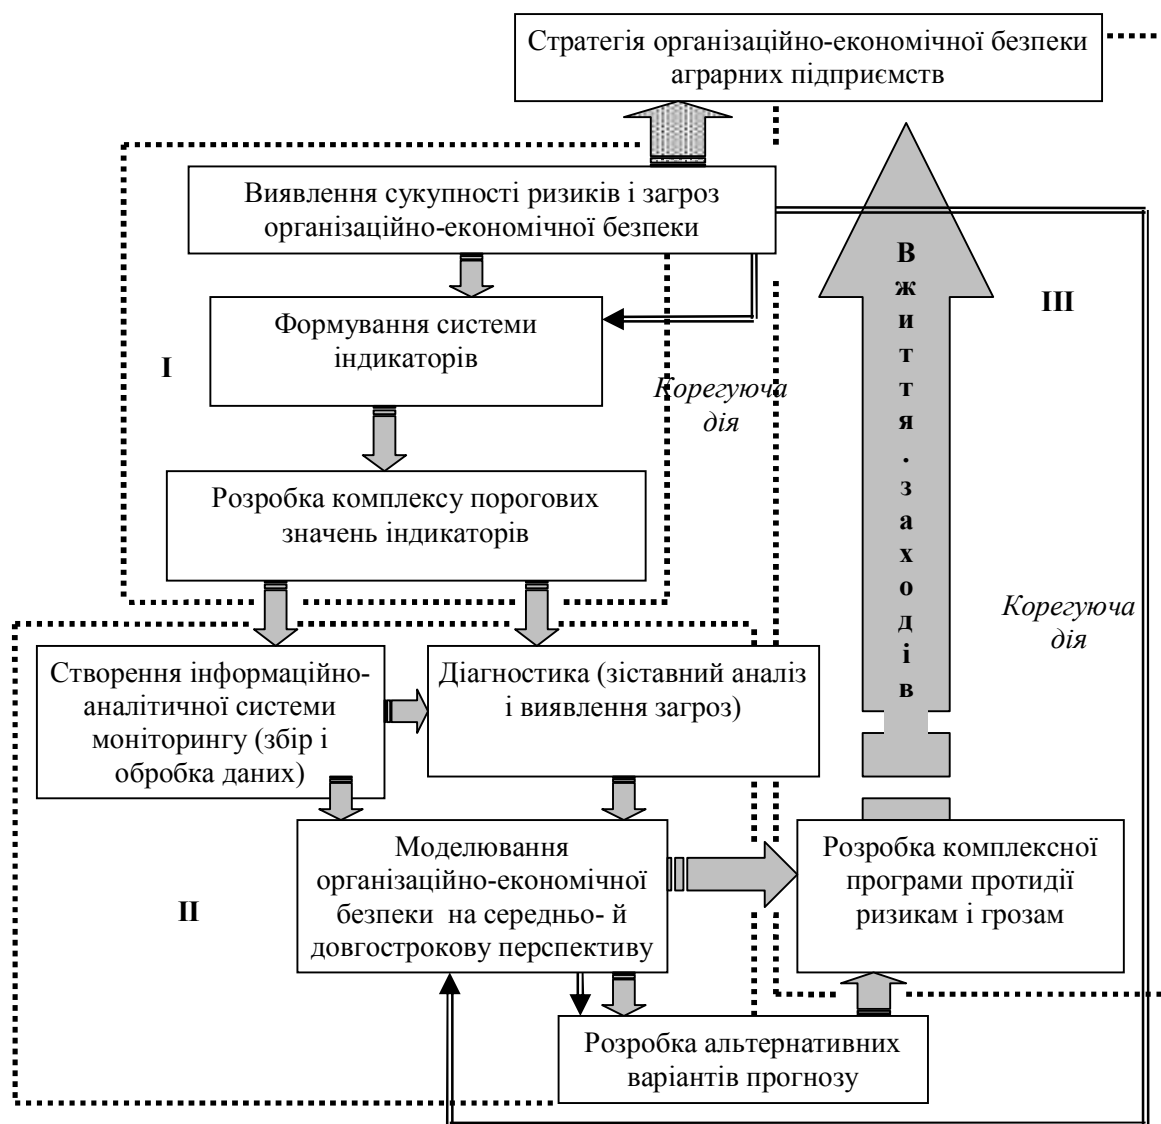 Стратегія організаційно-економічної безпеки
аграрних підприємств
Виявлення сукупності ризиків і загроз
організаційно-економічної безпеки
Формування системи
індикаторів
I
Корегуюча
дія
Розробка комплексу порогових
значень індикаторів
Створення інформаційно-
аналітичної системи
моніторингу (збір і
обробка даних)
Діагностика (зіставний аналіз
і виявлення загроз)
Моделювання
організаційно-економічної
безпеки на середньо- й
довгострокову перспективу
II
Розробка альтернативних
варіантів прогнозу
Розробка комплексної
програми протидії
ризикам і грозам
Вжиття.заходів
III
Корегуюча
дія